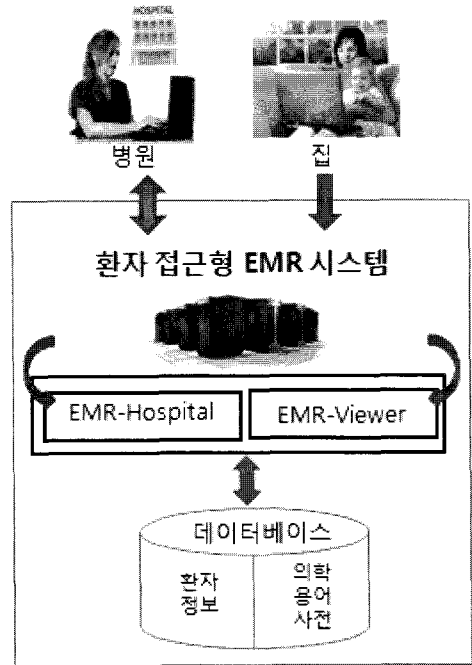 HOSPITAL
병원
집
환자 접근형 EMR 시스템
EMR-Hospital
EMR-Viewer
데이터베이스
환자
정보
의학
용어
사전